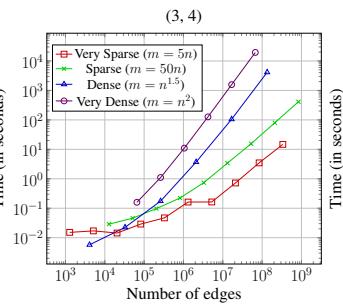 (3, 4)
Very Sparse (m = 5n)
Sparse (m = 50n)
Dense (m = n^1.5)
Very Dense (m = n^2)
10^4
10^3
10^2
10^1
10^0
10^−1
10^−2
Time (in seconds)
Time (in seconds)
10^3 10^4 10^5 10^6 10^7 10^8 10^9
Number of edges